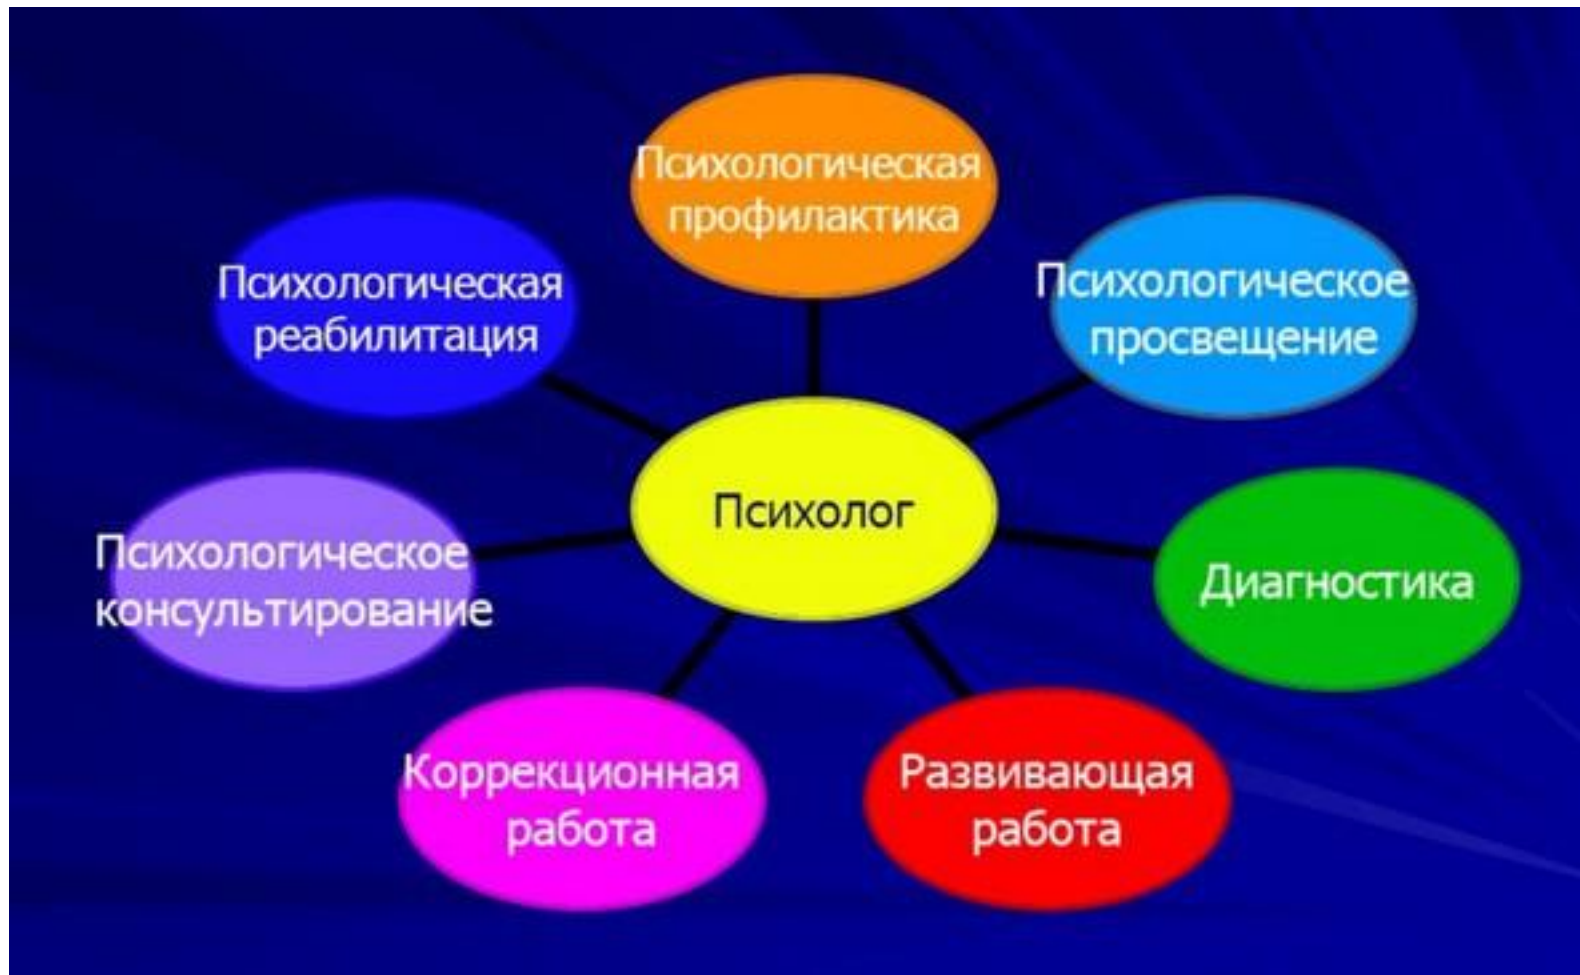 Психологическая
профилактика
Психологическое
просвещение
Диагностика
Развивающая
работа
Коррекционная
работа
Психологическое
консультирование
Психологическая
реабилитация
Психолог